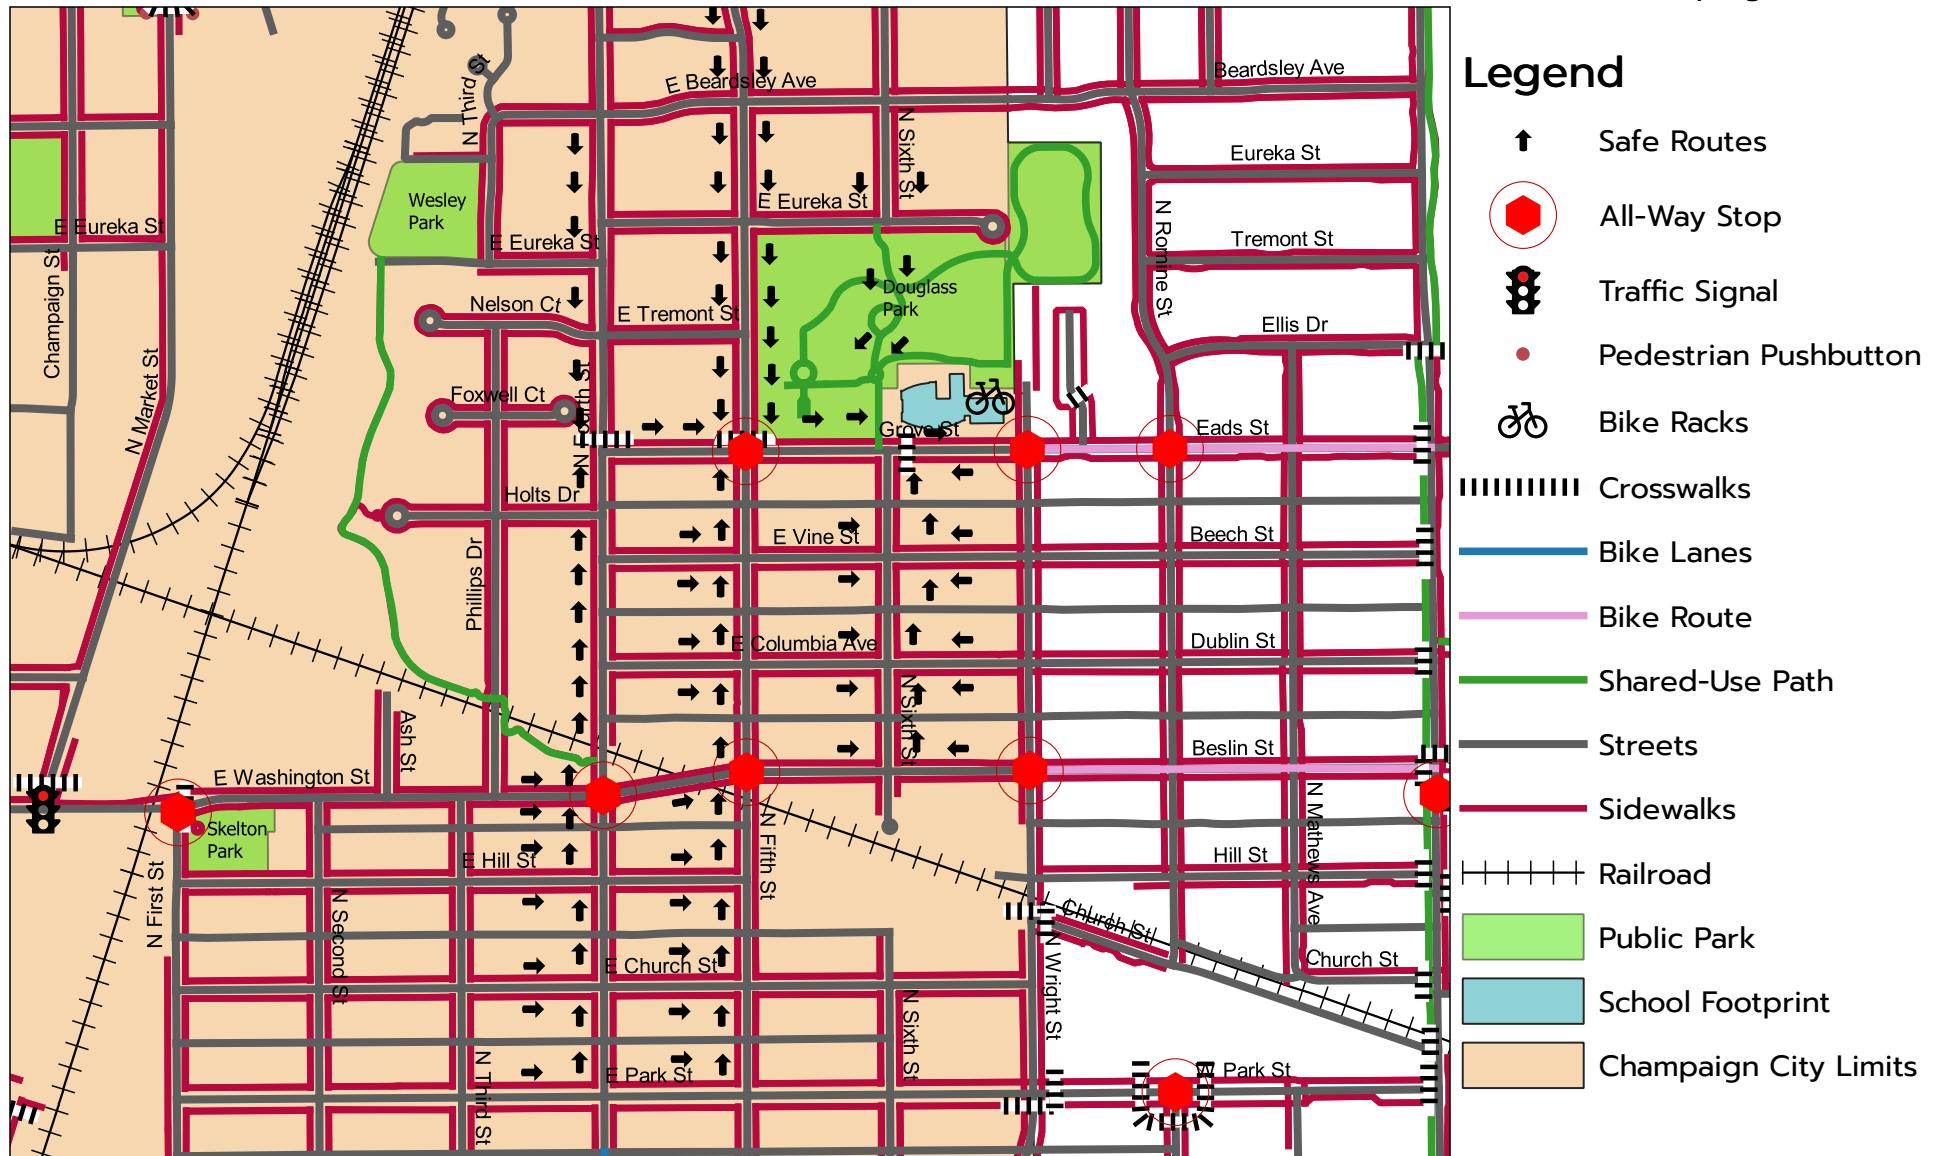 Legend
Safe Routes
All-Way Stop
Traffic Signal
Pedestrian Pushbutton
Bike Racks
Crosswalks
Bike Lanes
Bike Route
Shared-Use Path
Streets
Sidewalks
Railroad
Public Park
School Footprint
Champaign City Limits
N Third St
E Beardsley Ave
Beardsley Ave
N Sixth St
Eureka St
Wesley
Park
E Eureka St
E Eureka St
E Eureka St
N Romine St
Tremont St
Champaign St
Nelson Ct
E Tremont St
Douglass
Park
Ellis Dr
N Market St
Foxwell Ct
N Fourth St
Grove St
Eads St
Holts Dr
E Vine St
Beech St
Phillips Dr
E Columbia Ave
Dublin St
N Sixth St
Ash St
E Washington St
Beslin St
Skelton
Park
E Hill St
N Fifth St
Hill St
N Mathews Ave
N First St
N Second St
Church St
Church St
E Church St
N Wright St
N Sixth St
N Third St
E Park St
W Park St